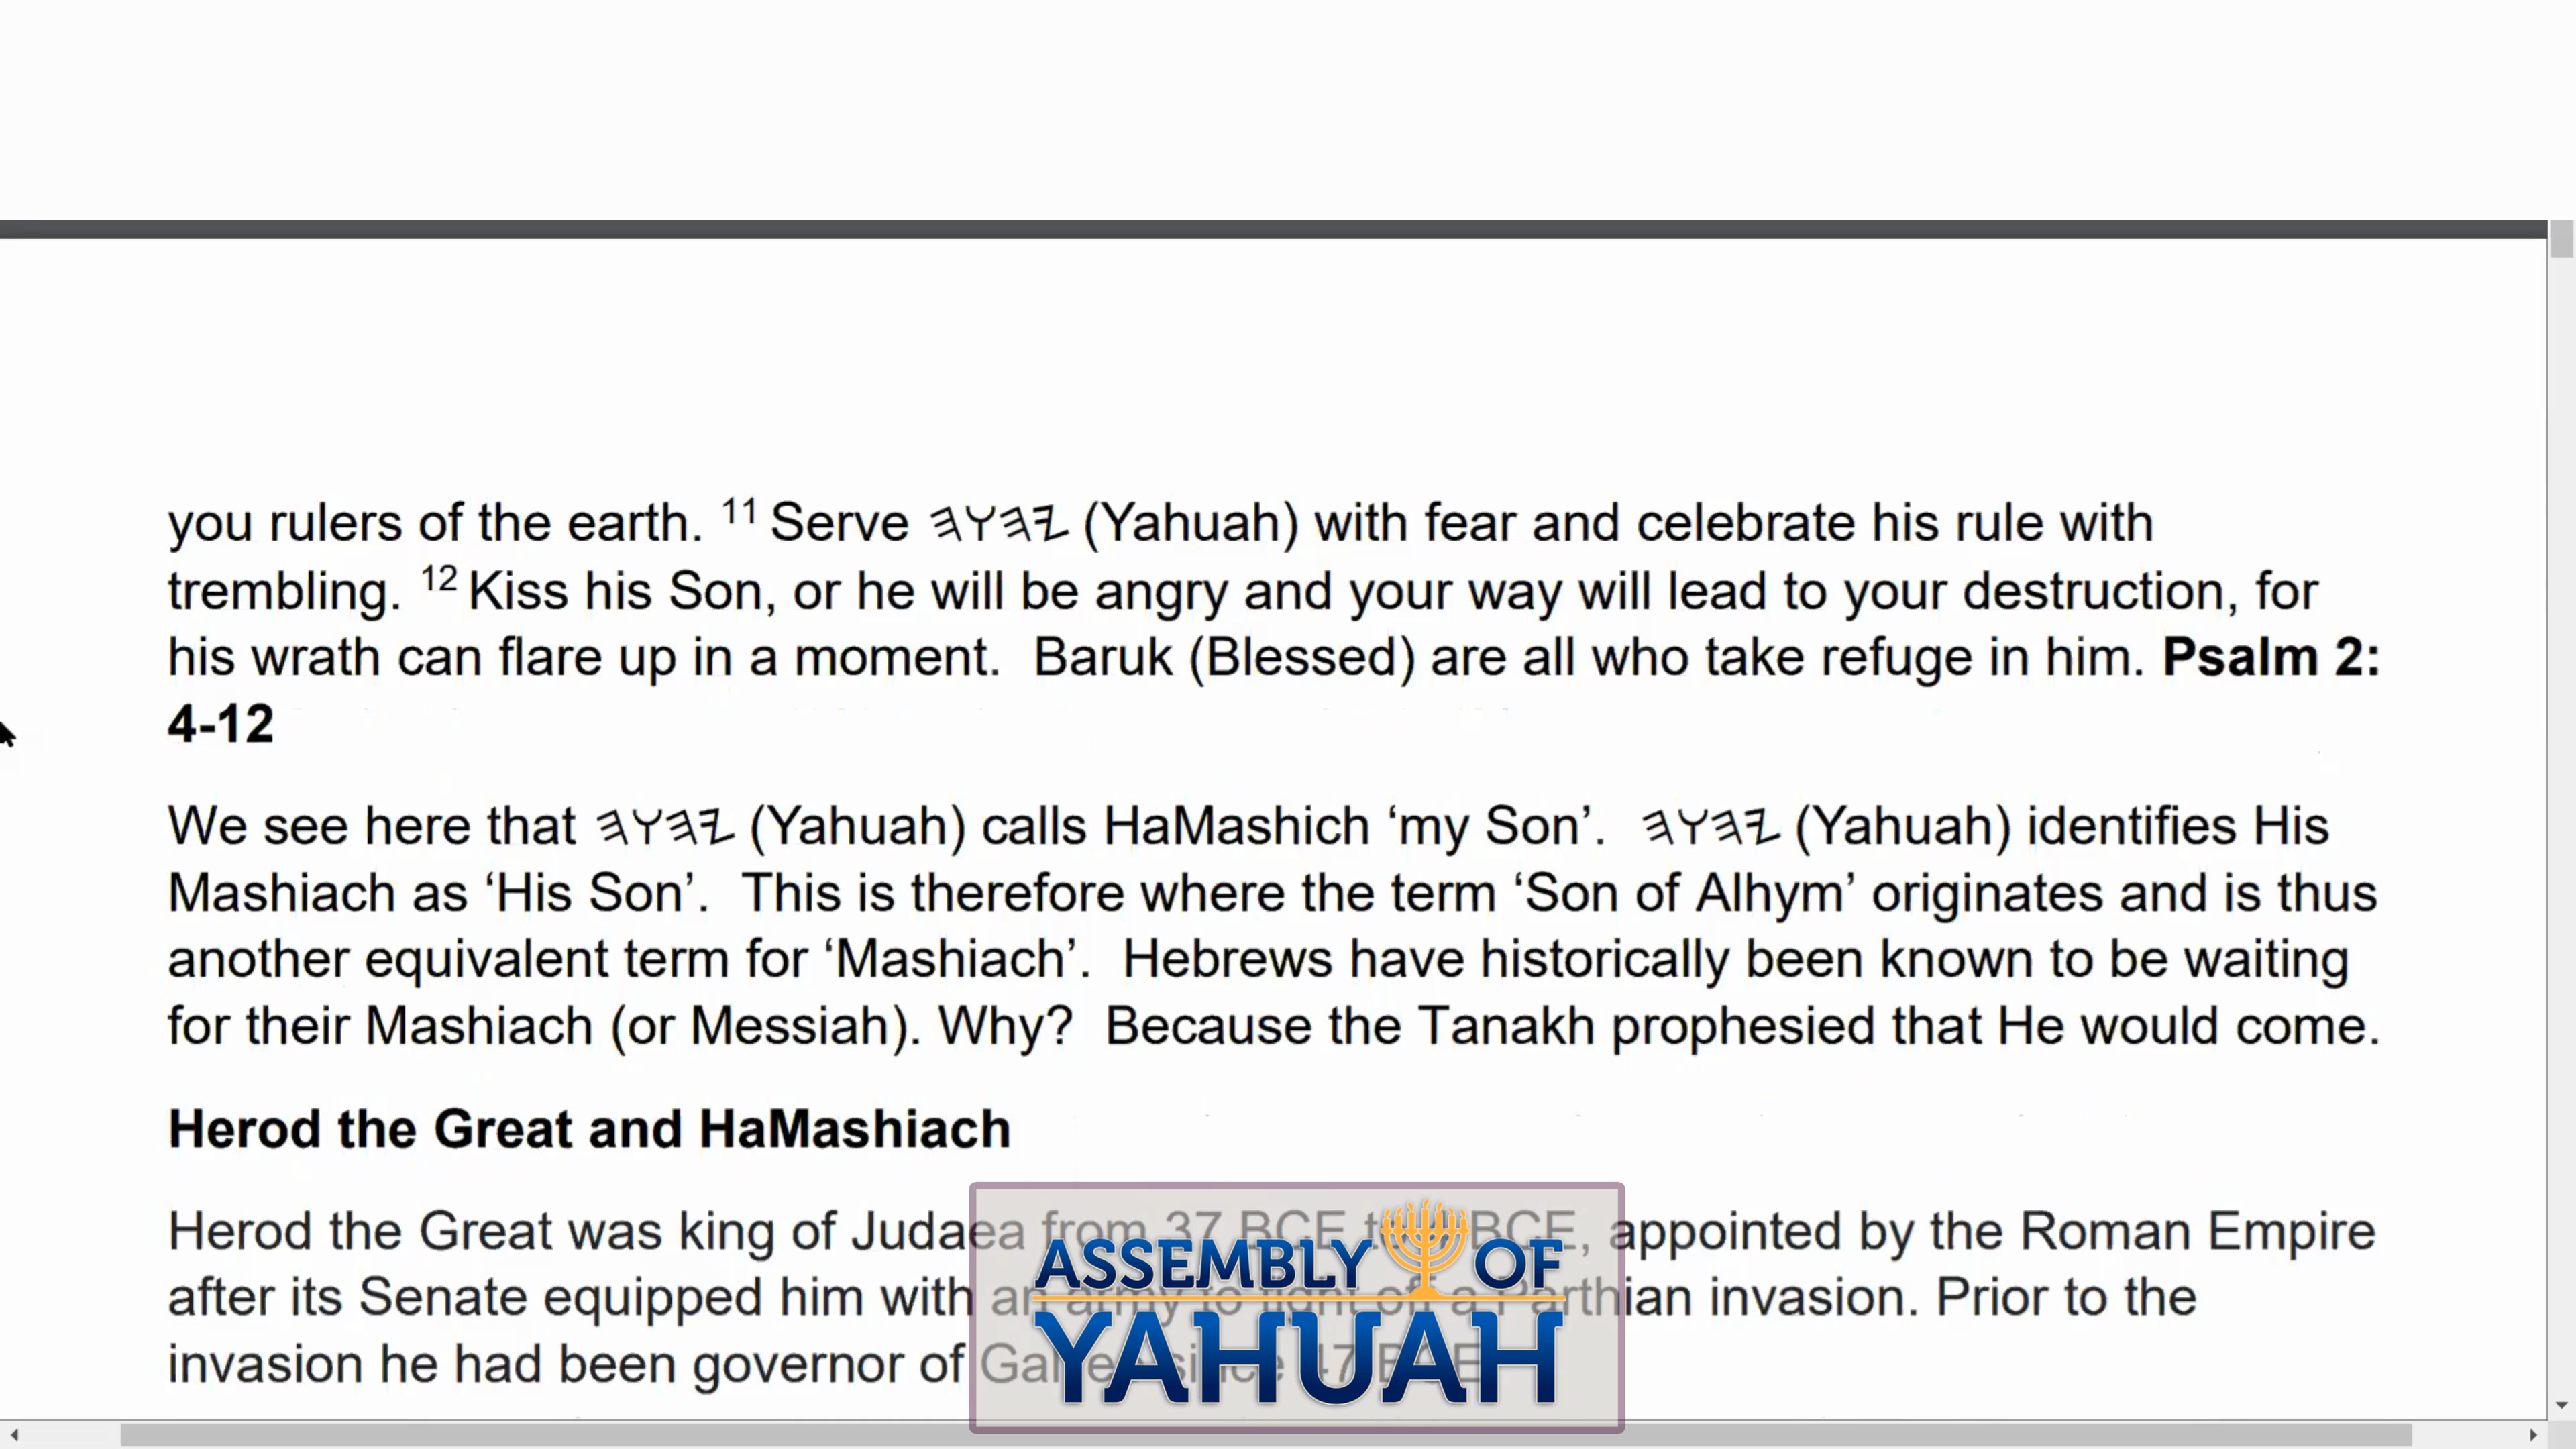 you rulers of the earth. ¹¹ Serve 𐤄𐤅𐤄𐤉 (Yahuah) with fear and celebrate his rule with
trembling. ¹² Kiss his Son, or he will be angry and your way will lead to your destruction, for
his wrath can flare up in a moment. Baruk (Blessed) are all who take refuge in him. Psalm 2:
4-12
We see here that 𐤄𐤅𐤄𐤉 (Yahuah) calls HaMashich ‘my Son’. 𐤄𐤅𐤄𐤉 (Yahuah) identifies His
Mashiach as ‘His Son’. This is therefore where the term ‘Son of Alhym’ originates and is thus
another equivalent term for ‘Mashiach’. Hebrews have historically been known to be waiting
for their Mashiach (or Messiah). Why? Because the Tanakh prophesied that He would come.
Herod the Great and HaMashiach
Herod the Great was king of Judaea from 37 BCE to BCE, appointed by the Roman Empire
after its Senate equipped him with an army to fight off a Parthian invasion. Prior to the
invasion he had been governor of since 47 BCE
ASSEMBLY OF
YAHUAH